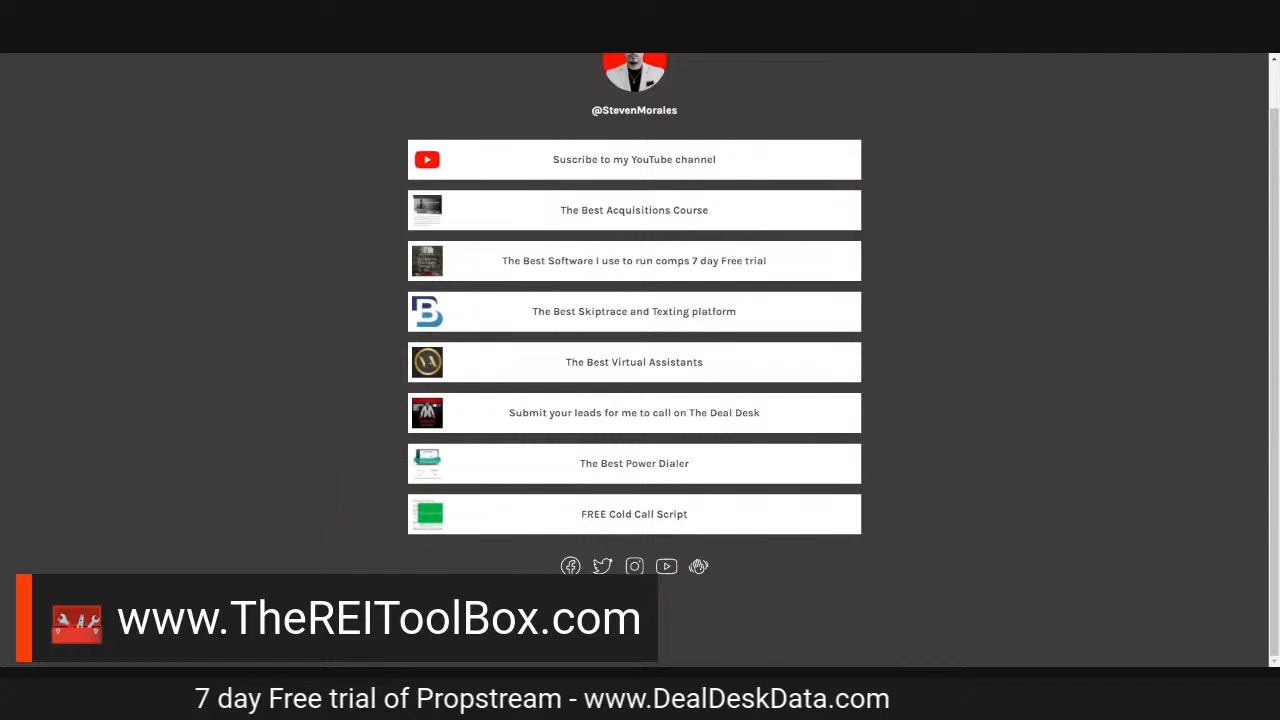 @StevenMorales
Suscribe to my YouTube channel
The Best Acquisitions Course
The Best Software I use to run comps 7 day Free trial
The Best Skiptrace and Texting platform
The Best Virtual Assistants
Submit your leads for me to call on The Deal Desk
The Best Power Dialer
FREE Cold Call Script
www.TheREIToolBox.com
7 day Free trial of Propstream - www.DealDeskData.com